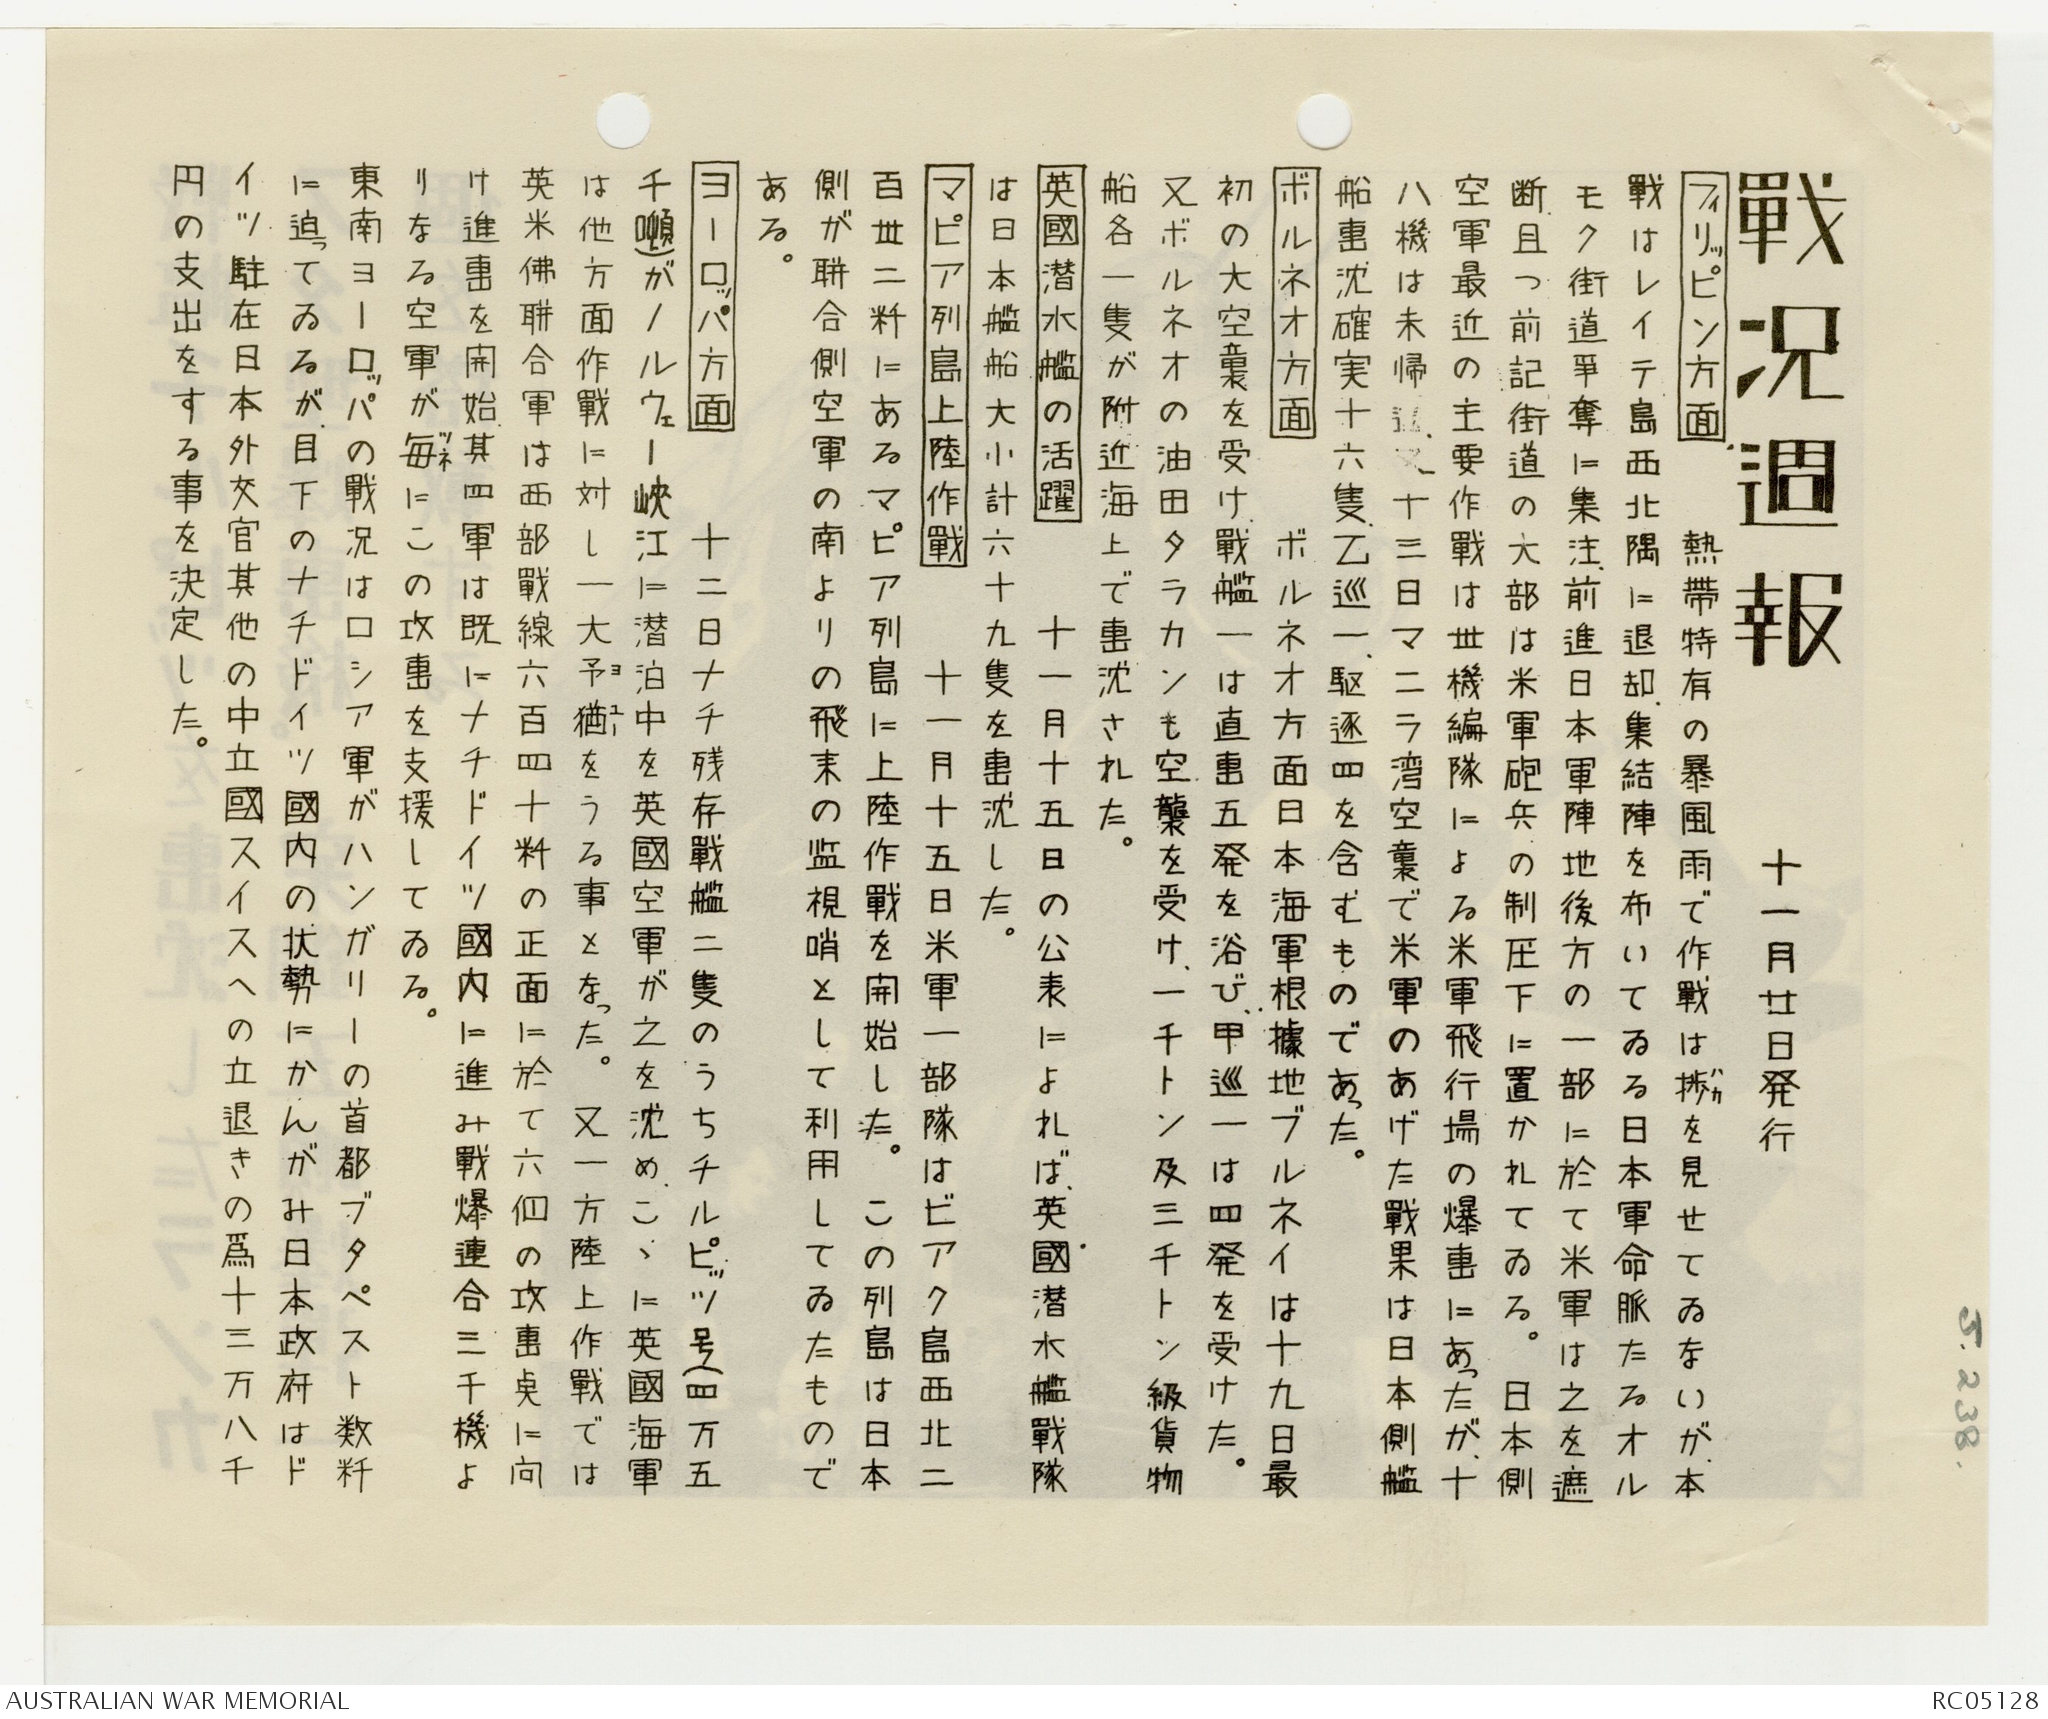 戰況週報
十一月廿日発行
フィリッピン方面 熱帶特有の暴風雨で作戰は捗バカを見せてゐないが、本
戰はレイテ島西北隅に退却、集結陣を布いてゐる日本軍命脈たるオル
モク街道爭奪に集注、前進日本軍陣地後方の一部に於て米軍は之を遮
断、且つ前記街道の大部は米軍砲兵の制圧下に置かれてゐる。 日本側
空軍最近の主要作戰は丗機編隊による米軍飛行場の爆畫にあったが、十
八機は未帰 十三日マニラ湾空襄で米軍のあげた戰果は日本側艦
船畫沈確実十六隻、乙巡一、駆逐四を含むものであった。
ボルネオ方面 ボルネオ方面日本海軍根據地ブルネイは十九日最
初の大空襄を受け、戰艦一は直畫五発を浴び、甲巡一は四発を受けた。
又ボルネオの油田タラカンも空襲を受け、一千トン及三千トン級貨物
船各一隻が附近海上で畫沈された。
英國潜水艦の活躍 十一月十五日の公表によれば、英國潜水艦戰隊
は日本艦船大小計六十九隻を畫沈した。
マピア列島上陸作戰 十一月十五日米軍一部隊はビアク島西北二
百丗二粁にあるマピア列島に上陸作戰を開始した。 この列島は日本
側が聨合側空軍の南よりの飛来の监視哨として利用してゐたもので
ある。
ヨーロッパ方面 十二日ナチ残存戰艦二隻のうちチルピッツ号(四万五
千噸)がノルウェー峽江に潜泊中を英國空軍が之を沈め、こゝに英國海軍
は他方面作戰に対し一大予ヨ猶ユーをうる事となった。 又一方陸上作戰では
英米佛聨合軍は西部戰線六百四十粁の正面に於て六個の攻畫奌に向
け進畫を開始、其四軍は既にナチドイツ國内に進み戰爆連合三千機よ
りなる空軍が毎ツネにこの攻畫を支援してゐる。
東南ヨーロッパの戰況はロシア軍がハンガリーの首都ブタペスト数粁
に迫ってゐるが、目下のナチドイツ國内の状勢にかんがみ日本政府はド
イツ駐在日本外交官其他の中立國スイスへの立退きの爲十三万八千
円の支出をする事を決定した。
J.238.
AUSTRALIAN WAR MEMORIAL
RC05128